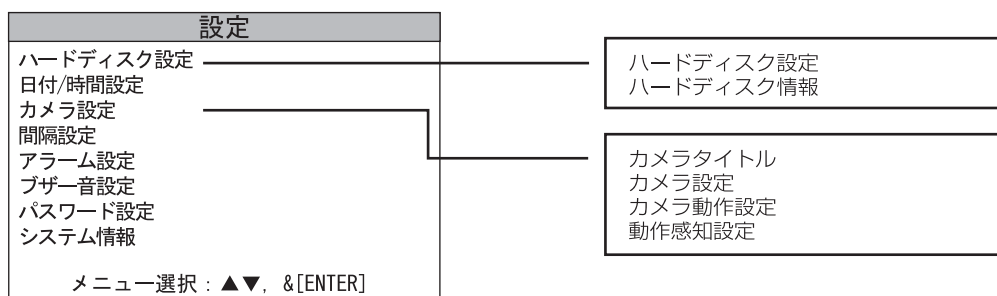 設定
ハードディスク設定
日付/時間設定
カメラ設定
間隔設定
アラーム設定
ブザー音設定
パスワード設定
システム情報
メニュー選択：▲▼, &[ENTER]
ハードディスク設定
ハードディスク情報
カメラタイトル
カメラ設定
カメラ動作設定
動作感知設定